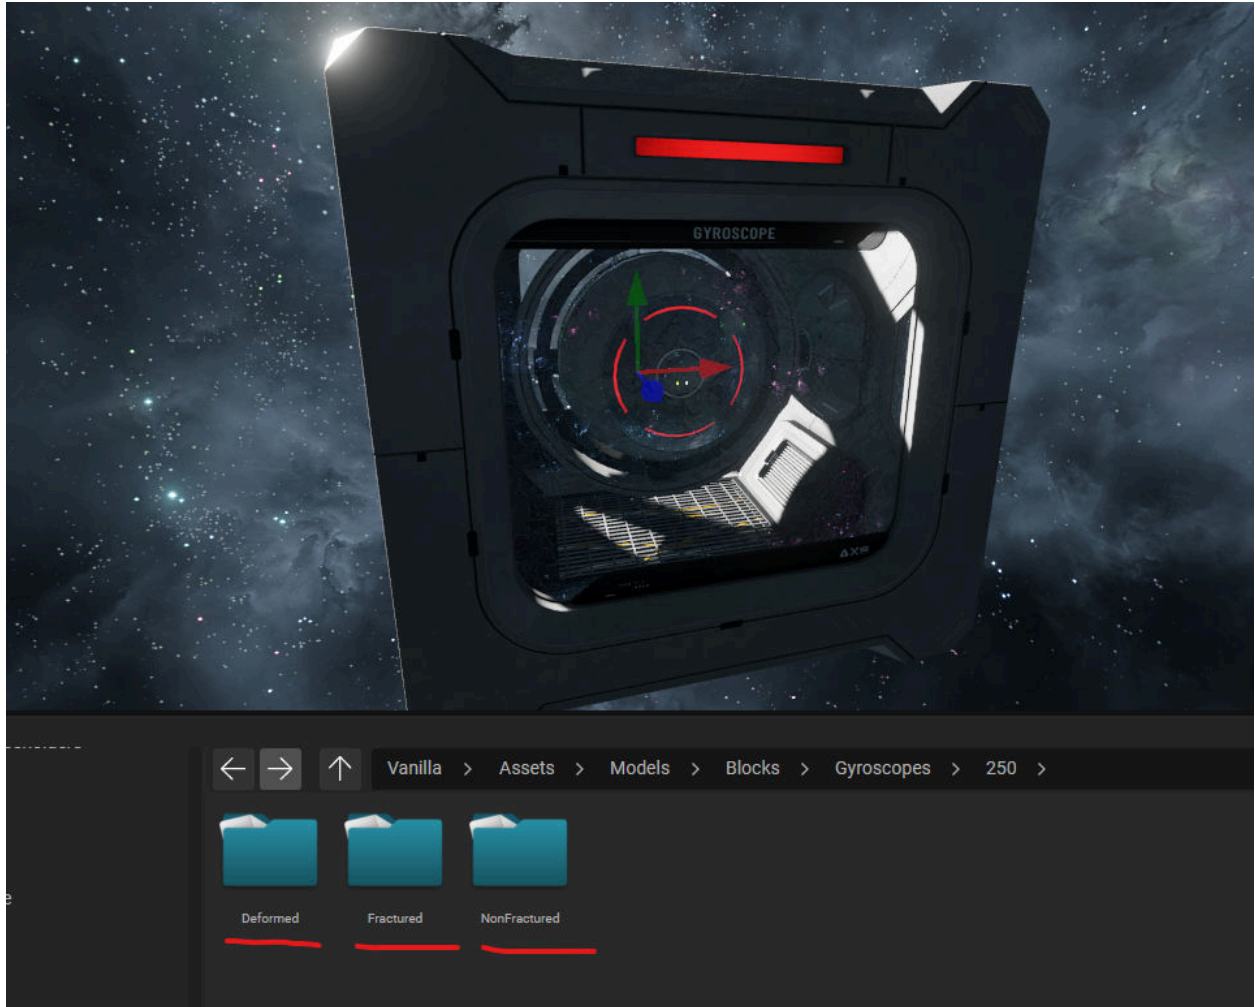 GYROSCOPE
Vanilla > Assets > Models > Blocks > Gyroscopes > 250 >
Deformed Fractured NonFractured